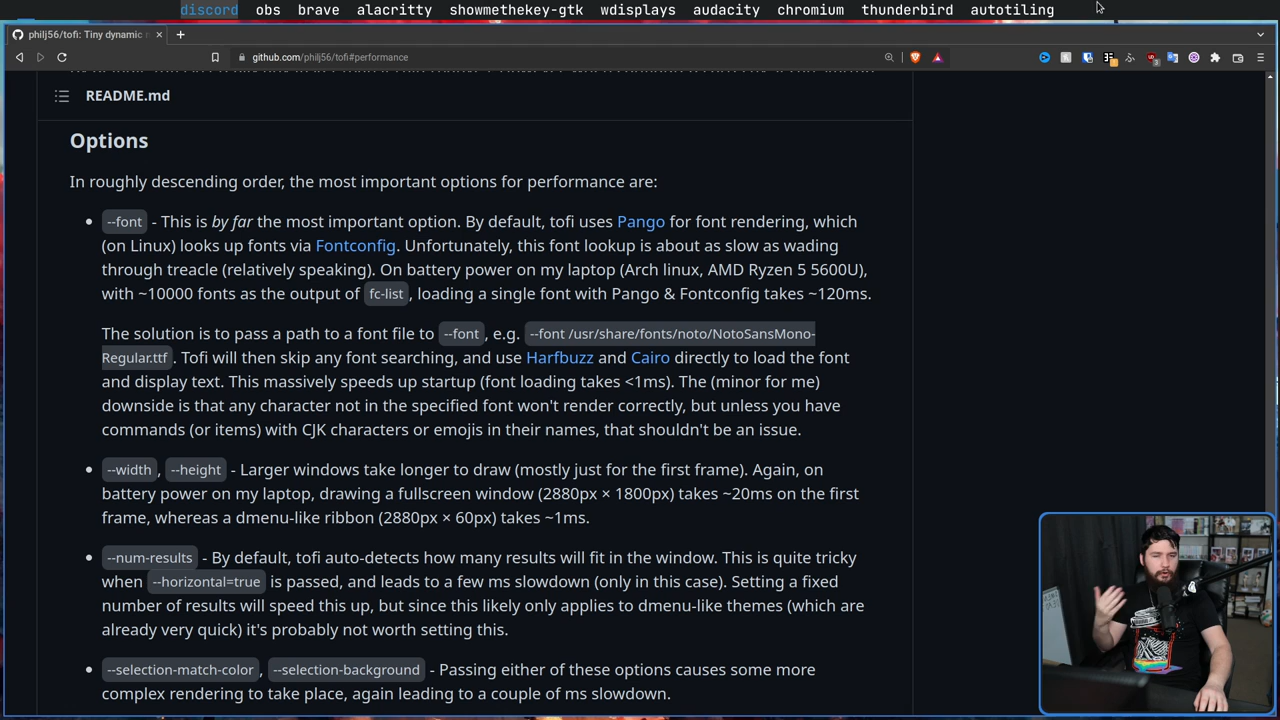 discord obs brave alacritty showmethekey-gtk wdisplays audacity chromium thunderbird autotiling
philj56/tofi: Tiny dynamic
github.com/philj56/tofi#performance
README.md
Options
In roughly descending order, the most important options for performance are:
--font - This is by far the most important option. By default, tofi uses Pango for font rendering, which
(on Linux) looks up fonts via Fontconfig. Unfortunately, this font lookup is about as slow as wading
through treacle (relatively speaking). On battery power on my laptop (Arch linux, AMD Ryzen 5 5600U),
with ~10000 fonts as the output of fc-list, loading a single font with Pango & Fontconfig takes ~120ms.
The solution is to pass a path to a font file to --font, e.g. --font /usr/share/fonts/noto/NotoSansMono-
Regular.ttf. Tofi will then skip any font searching, and use Harfbuzz and Cairo directly to load the font
and display text. This massively speeds up startup (font loading takes <1ms). The (minor for me)
downside is that any character not in the specified font won't render correctly, but unless you have
commands (or items) with CJK characters or emojis in their names, that shouldn't be an issue.
--width, --height - Larger windows take longer to draw (mostly just for the first frame). Again, on
battery power on my laptop, drawing a fullscreen window (2880px × 1800px) takes ~20ms on the first
frame, whereas a dmenu-like ribbon (2880px × 60px) takes ~1ms.
--num-results - By default, tofi auto-detects how many results will fit in the window. This is quite tricky
when --horizontal=true is passed, and leads to a few ms slowdown (only in this case). Setting a fixed
number of results will speed this up, but since this likely only applies to dmenu-like themes (which are
already very quick) it's probably not worth setting this.
--selection-match-color, --selection-background - Passing either of these options causes some more
complex rendering to take place, again leading to a couple of ms slowdown.